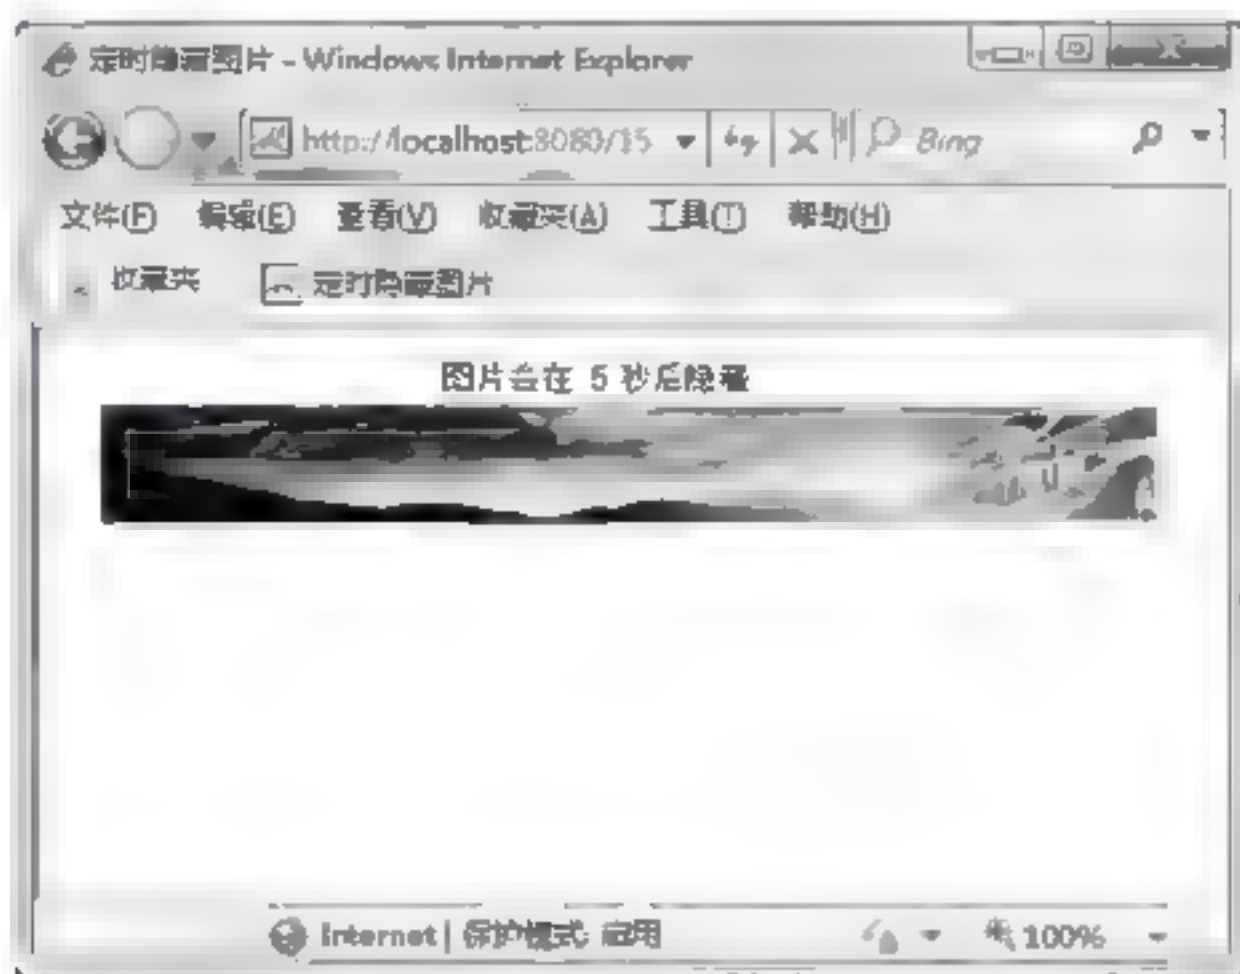 定时隐藏图片 - Windows Internet Explorer
http://localhost:8080/15 Bing
文件(F) 编辑(E) 查看(V) 收藏夹(A) 工具(T) 帮助(H)
收藏夹 定时隐藏图片
图片会在 5 秒后隐藏
Internet | 保护模式: 启用 100%